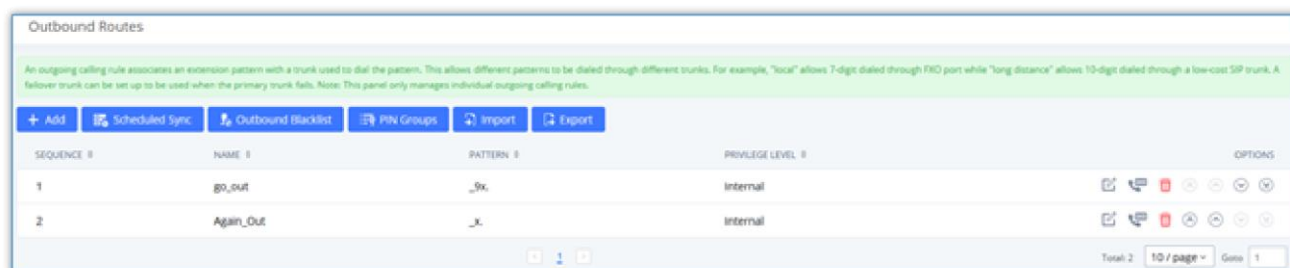 Outbound Routes
An outgoing calling rule associates an extension pattern with a trunk used to dial the pattern. This allows different patterns to be dialed through different trunks. For example, "local" allows 7-digit dialed through FXO port while "long distance" allows 10-digit dialed through a low-cost SIP trunk. A
failover trunk can be set up to be used when the primary trunk fails. Note: This panel only manages individual outgoing calling rules.
+ Add Scheduled Sync Outbound Blacklist PIN Groups Import Export
SEQUENCE NAME PATTERN PRIVILEGE LEVEL OPTIONS
1 go_out _9x. Internal
2 Again_Out _x. Internal
1
Total: 2 10 / page Goto 1